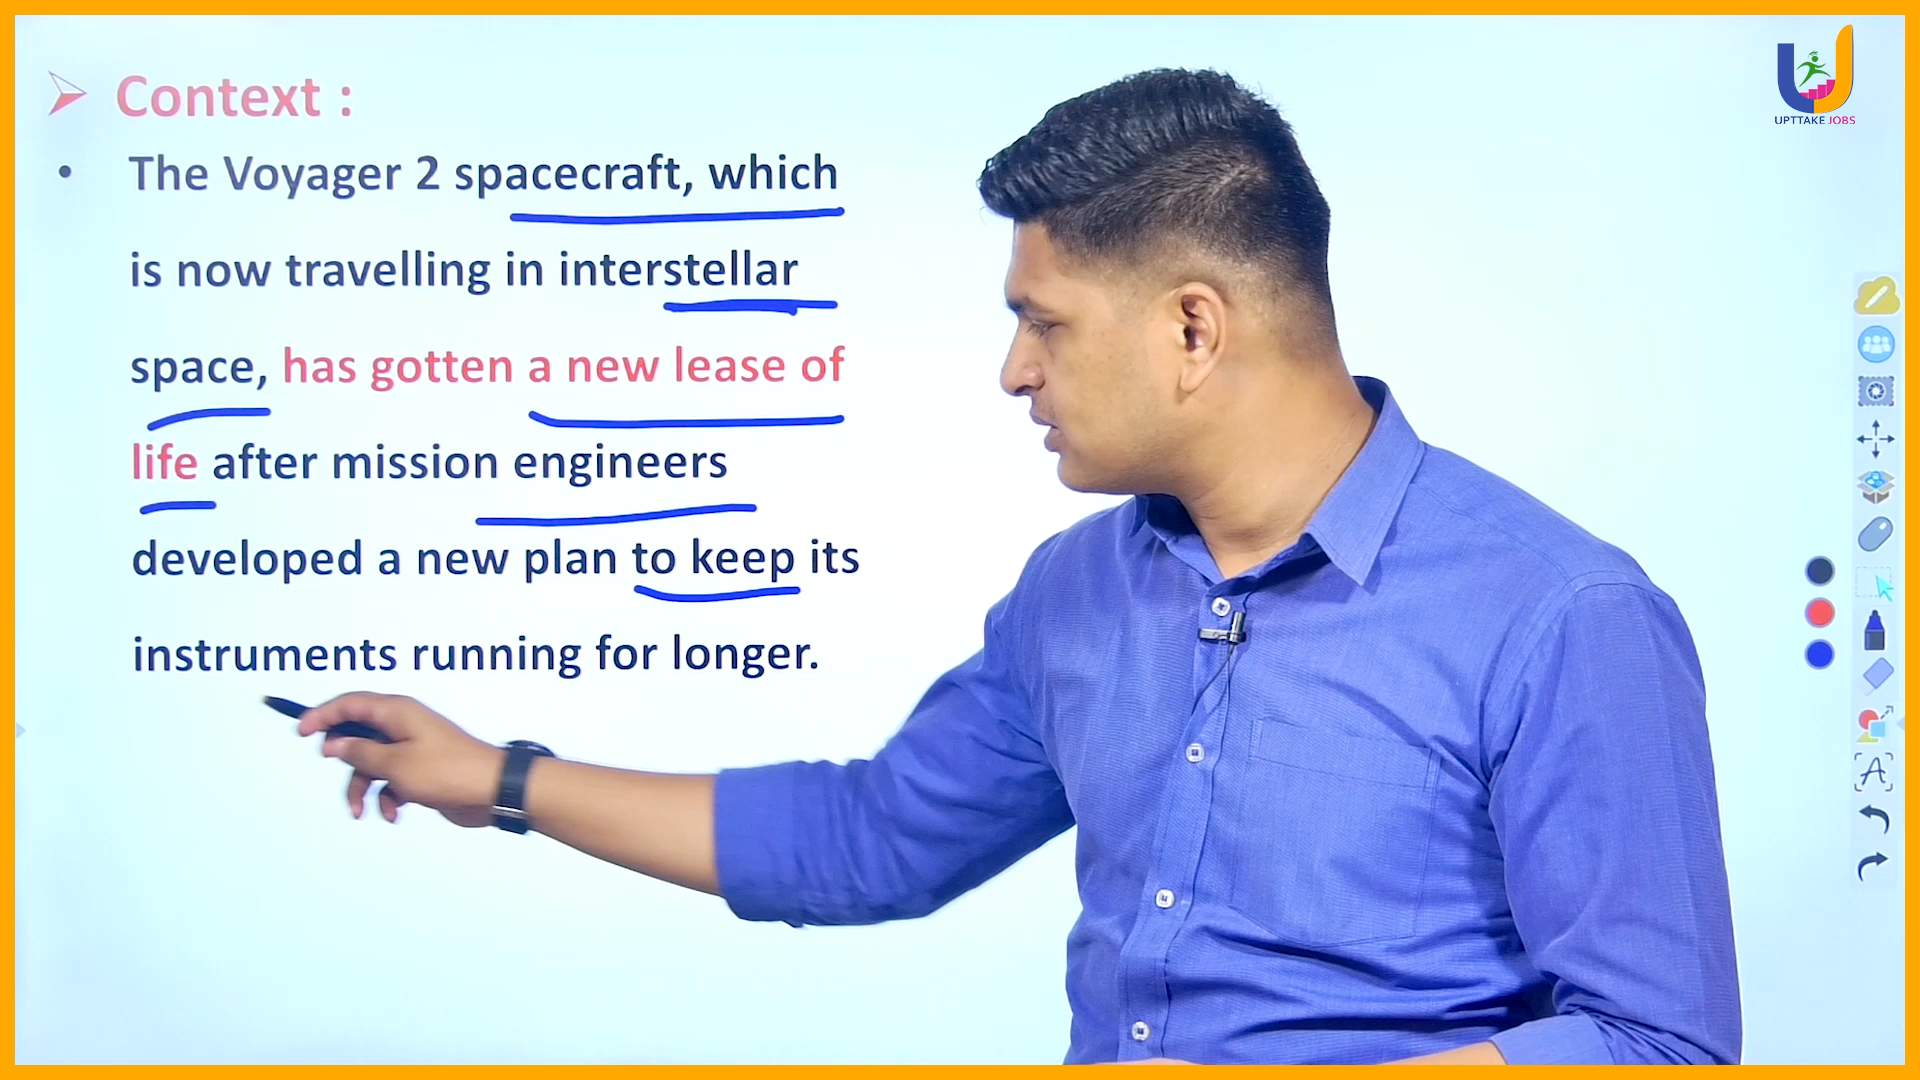 Context :
• The Voyager 2 spacecraft, which
is now travelling in interstellar
space, has gotten a new lease of
life after mission engineers
developed a new plan to keep its
instruments running for longer.
UPTTAKE JOBS
A